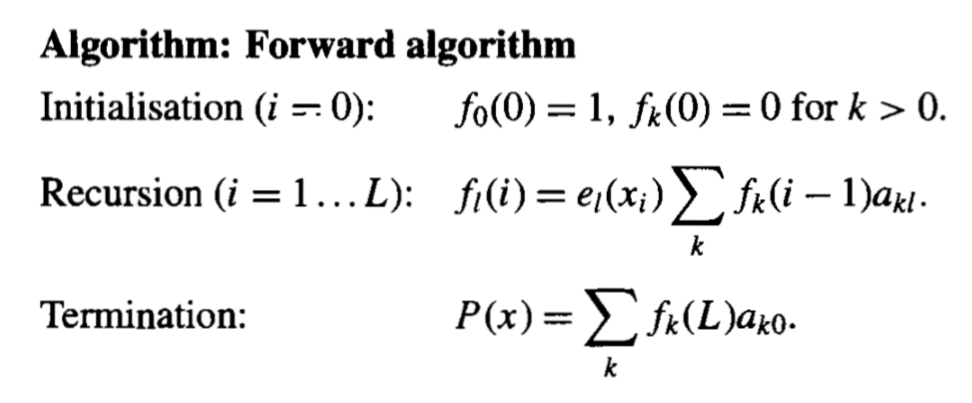 Algorithm: Forward algorithm
Initialisation (i = 0): f₀(0) = 1, fₖ(0) = 0 for k > 0.
Recursion (i = 1…L): fₗ(i) = eₗ(xᵢ) ∑ₖ fₖ(i − 1)aₖₗ.
Termination: P(x) = ∑ₖ fₖ(L)aₖ₀.